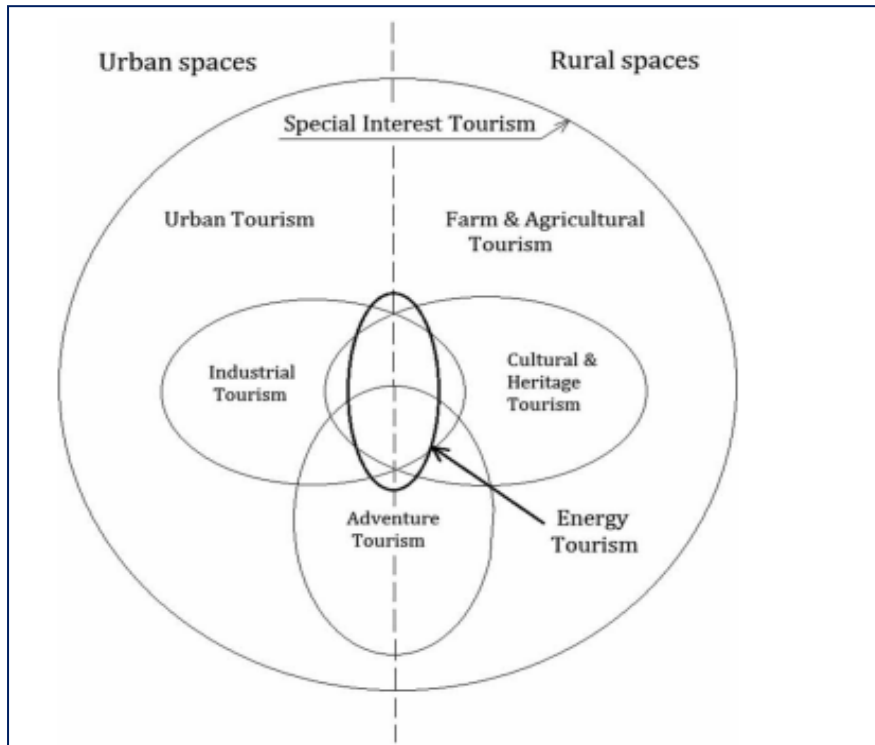 Urban spaces
Rural spaces
Special Interest Tourism
Urban Tourism
Farm & Agricultural
Tourism
Industrial
Tourism
Cultural &
Heritage
Tourism
Adventure
Tourism
Energy
Tourism